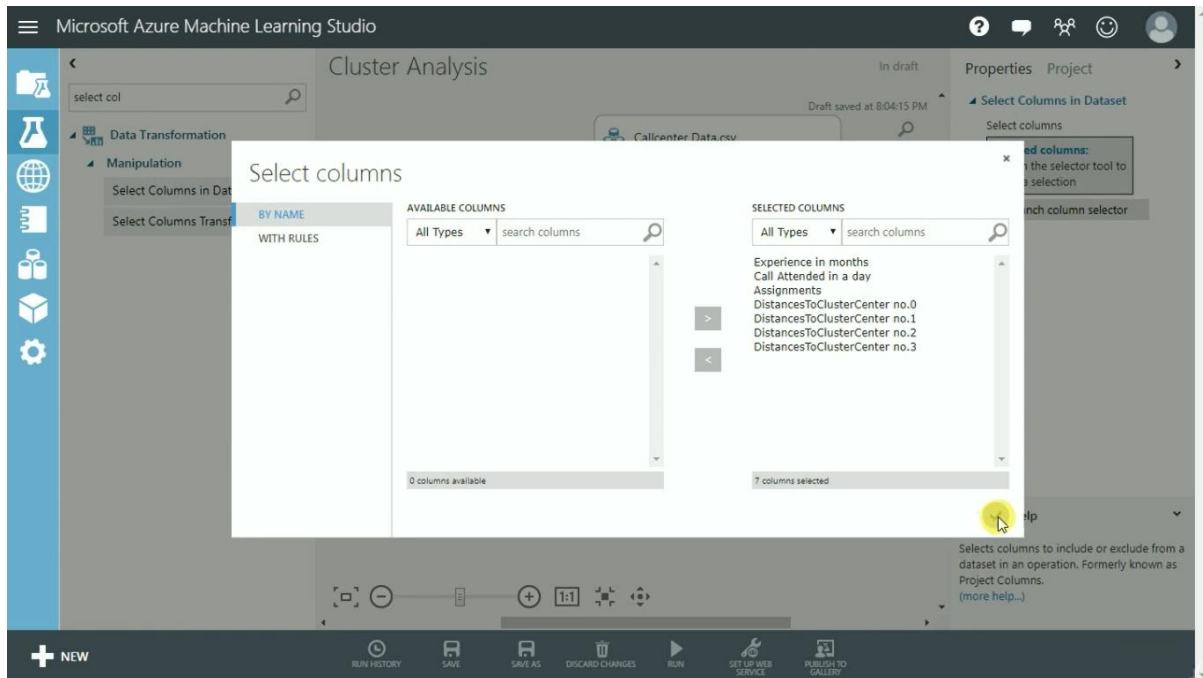 Microsoft Azure Machine Learning Studio
select col
Data Transformation
Manipulation
Select Columns in Dat
Select Columns Transf
Cluster Analysis
In draft
Draft saved at 8:04:15 PM
Callcenter Data.csv
Properties Project
Select Columns in Dataset
Select columns
ed columns:
the selector tool to
a selection
nch column selector
Select columns
BY NAME
WITH RULES
AVAILABLE COLUMNS
All Types search columns
0 columns available
>
<
SELECTED COLUMNS
All Types search columns
Experience in months
Call Attended in a day
Assignments
DistancesToClusterCenter no.0
DistancesToClusterCenter no.1
DistancesToClusterCenter no.2
DistancesToClusterCenter no.3
7 columns selected
elp
Selects columns to include or exclude from a
dataset in an operation. Formerly known as
Project Columns.
(more help...)
1:1
NEW
RUN HISTORY
SAVE
SAVE AS
DISCARD CHANGES
RUN
SET UP WEB
SERVICE
PUBLISH TO
GALLERY